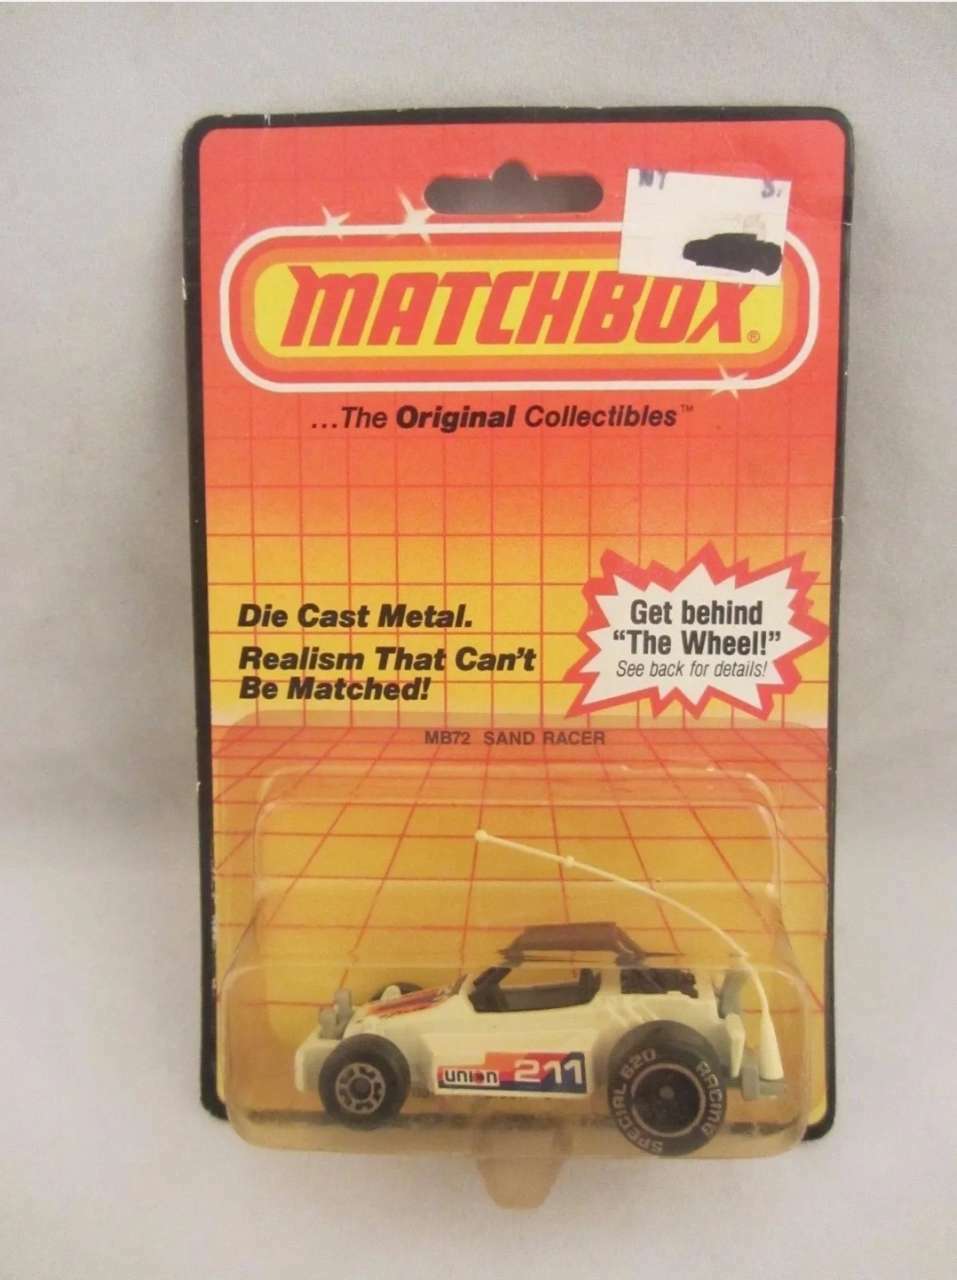 NY S.
MATCHBOX®
...The Original Collectibles™
Die Cast Metal.
Realism That Can't
Be Matched!
Get behind
"The Wheel!"
See back for details!
MB72 SAND RACER
union 211
SPECIAL 620 RACING